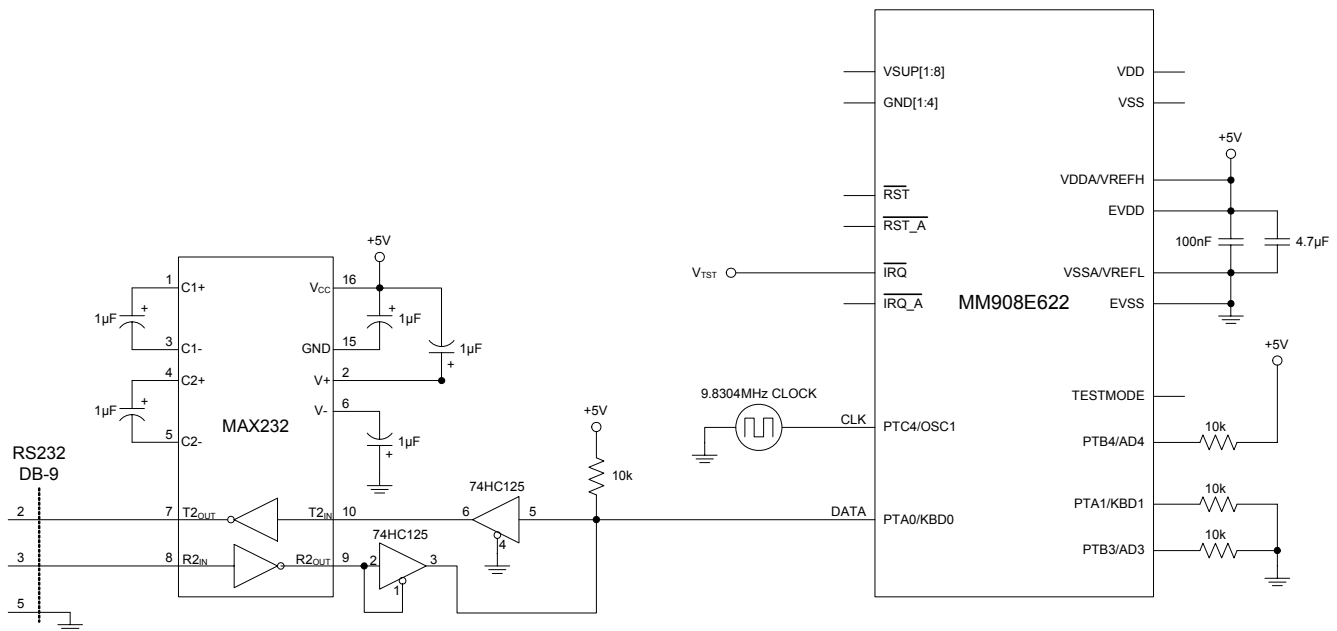 VSUP[1:8]
VDD
GND[1:4]
VSS
+5V
VDDA/VREFH
RST
EVDD
RST_A
100nF
4.7µF
+5V
VTST
IRQ
VSSA/VREFL
MM908E622
IRQ_A
EVSS
1
C1+
VCC
16
1µF
+
+
1µF
3
C1-
GND
15
1µF
+
4
C2+
V+
2
1µF
+
V-
6
MAX232
5
C2-
1µF
+
+5V
9.8304MHz CLOCK
TESTMODE
CLK
PTC4/OSC1
+5V
10k
PTB4/AD4
RS232
DB-9
10k
74HC125
10k
PTA1/KBD1
2
7
T2OUT
T2IN
10
6
5
4
DATA
PTA0/KBD0
74HC125
10k
PTB3/AD3
3
8
R2IN
R2OUT
9
2
3
1
5